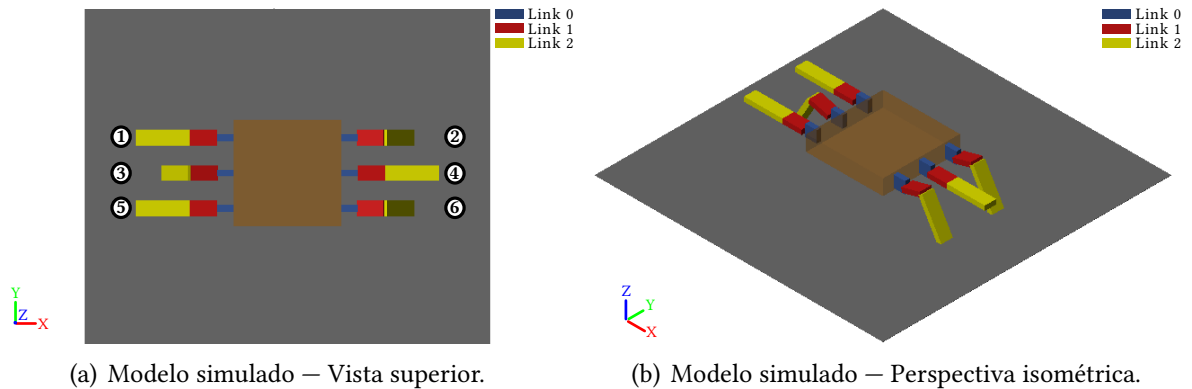 Link 0
Link 1
Link 2
1
2
3
4
5
6
Y
Z
X
(a) Modelo simulado — Vista superior.
Link 0
Link 1
Link 2
Z
Y
X
(b) Modelo simulado — Perspectiva isométrica.